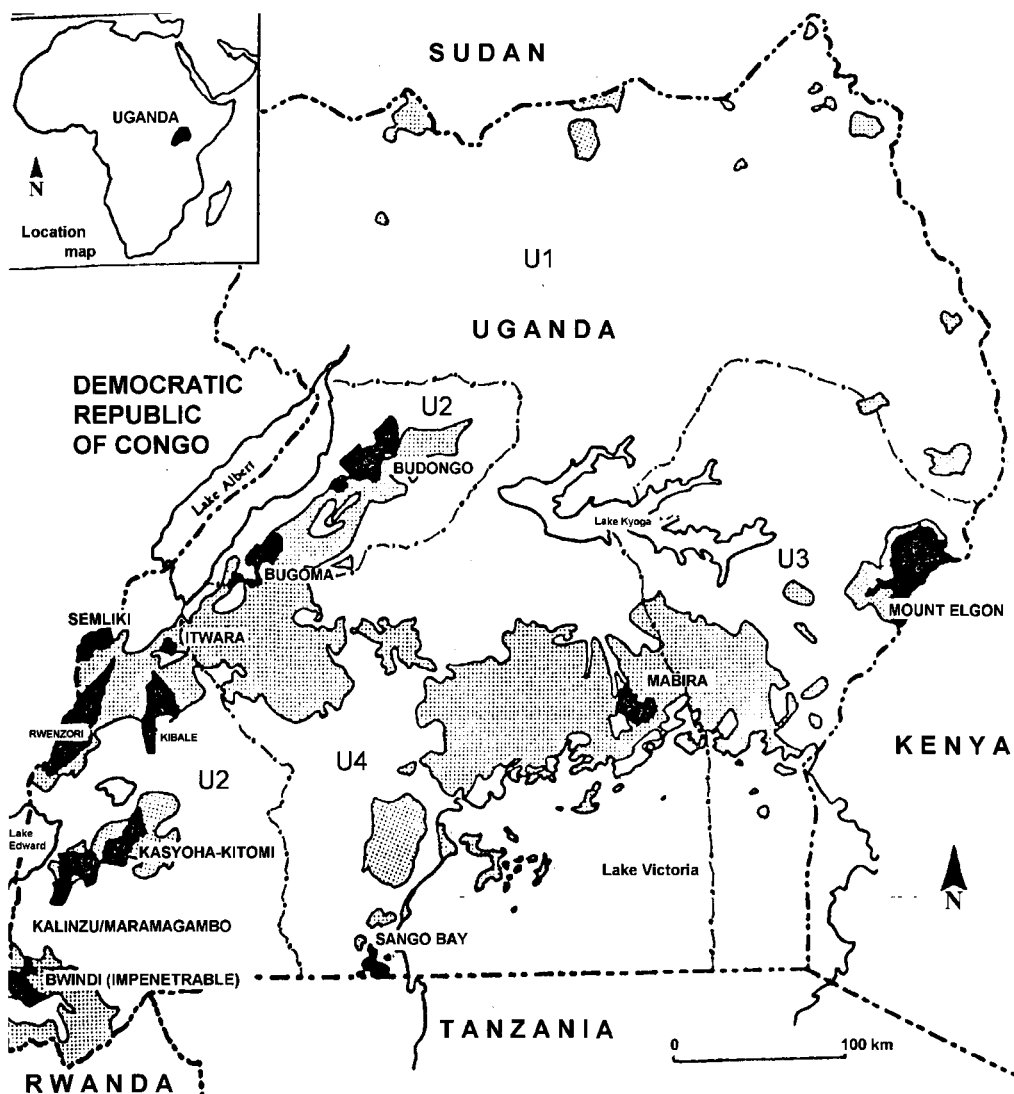 SUDAN
UGANDA
N
Location
map
U1
UGANDA
DEMOCRATIC
REPUBLIC
OF CONGO
U2
BUDONGO
Lake Albert
Lake Kyoga
U3
BUGOMA
MOUNT ELGON
SEMLIKI
ITWARA
MABIRA
RWENZORI
KIBALE
KENYA
U4
U2
Lake
Edward
KASYOHA-KITOMI
Lake Victoria
N
KALINZU/MARAMAGAMBO
SANGO BAY
BWINDI (IMPENETRABLE)
TANZANIA
0
100 km
RWANDA